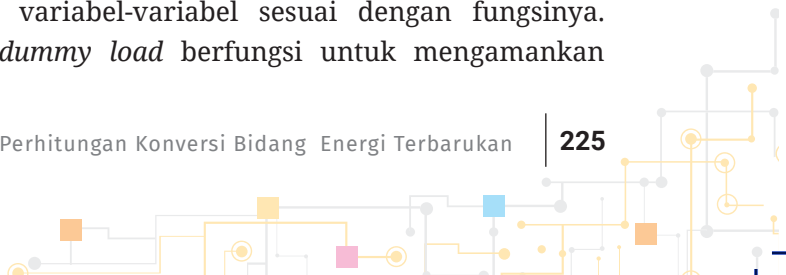 variabel-variabel sesuai dengan fungsinya.
dummy load berfungsi untuk mengamankan
Perhitungan Konversi Bidang Energi Terbarukan 225